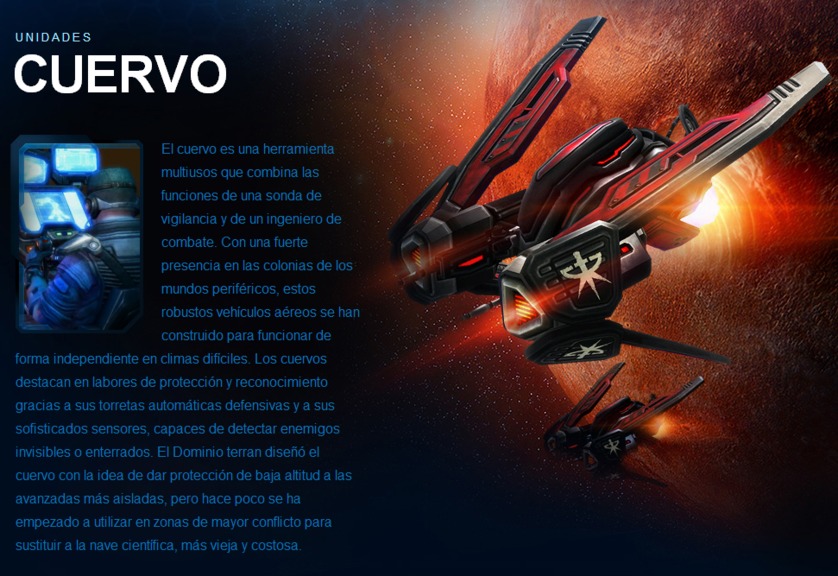 UNIDADES
CUERVO
El cuervo es una herramienta
multiusos que combina las
funciones de una sonda de
vigilancia y de un ingeniero de
combate. Con una fuerte
presencia en las colonias de los
mundos periféricos, estos
robustos vehículos aéreos se han
construido para funcionar de
forma independiente en climas difíciles. Los cuervos
destacan en labores de protección y reconocimiento
gracias a sus torretas automáticas defensivas y a sus
sofisticados sensores, capaces de detectar enemigos
invisibles o enterrados. El Dominio terran diseñó el
cuervo con la idea de dar protección de baja altitud a las
avanzadas más aisladas, pero hace poco se ha
empezado a utilizar en zonas de mayor conflicto para
sustituir a la nave científica, más vieja y costosa.